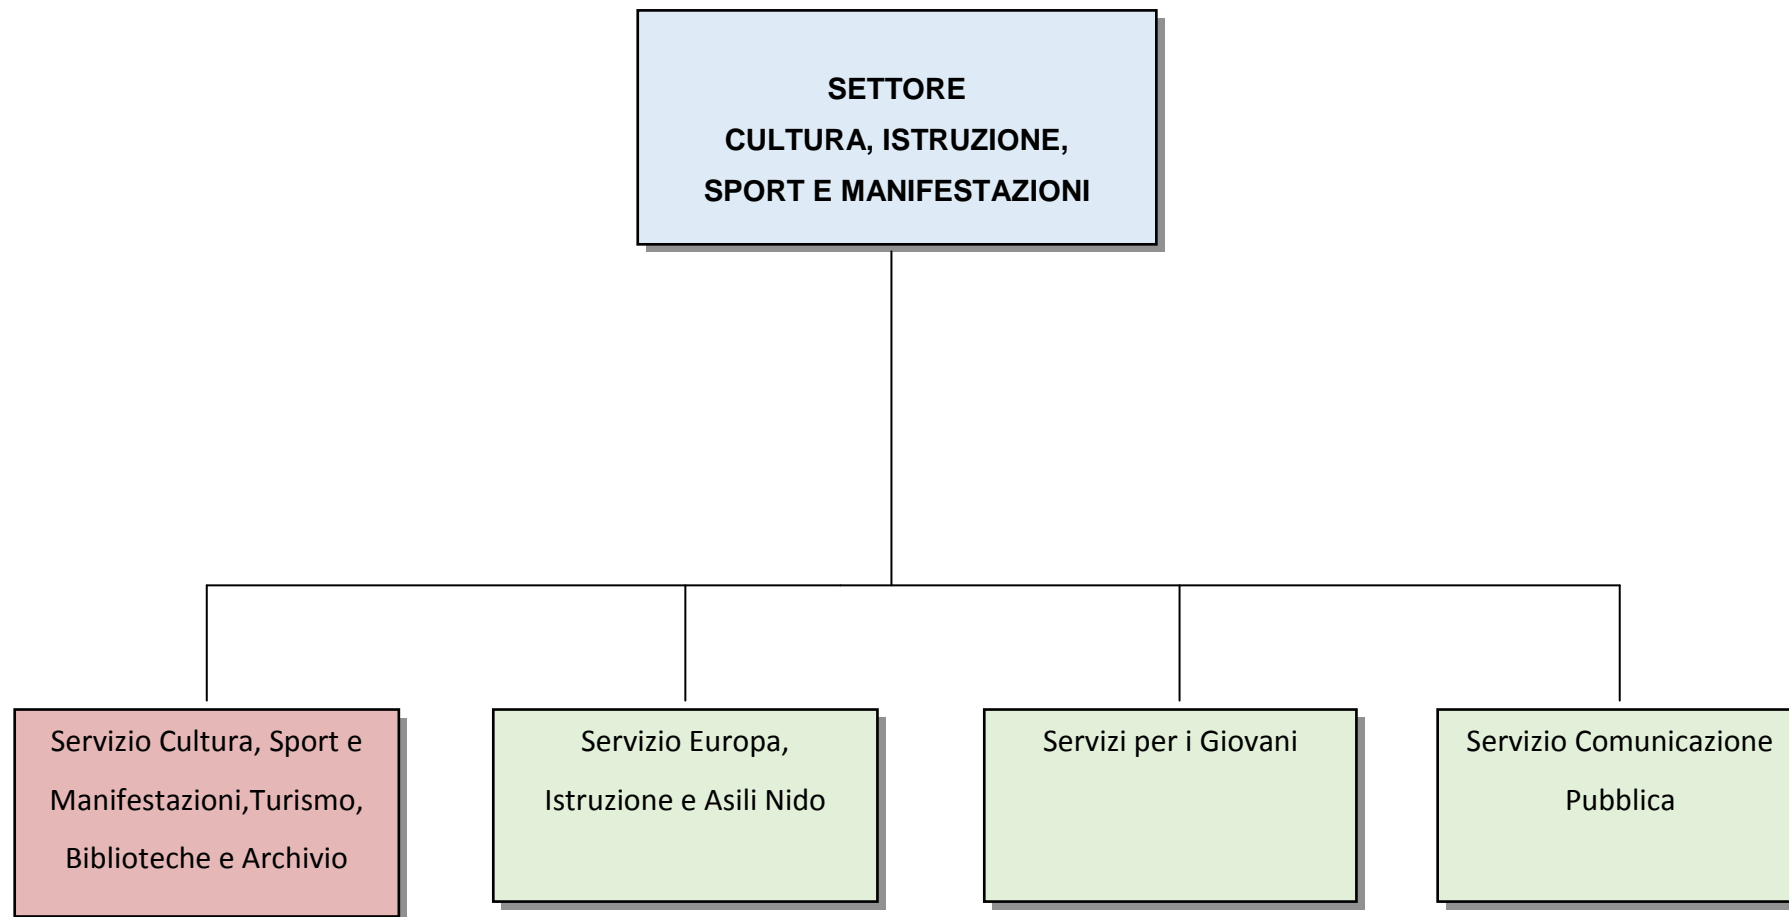 SETTORE
CULTURA, ISTRUZIONE,
SPORT E MANIFESTAZIONI
Servizio Cultura, Sport e
Manifestazioni,Turismo,
Biblioteche e Archivio
Servizio Europa,
Istruzione e Asili Nido
Servizi per i Giovani
Servizio Comunicazione
Pubblica